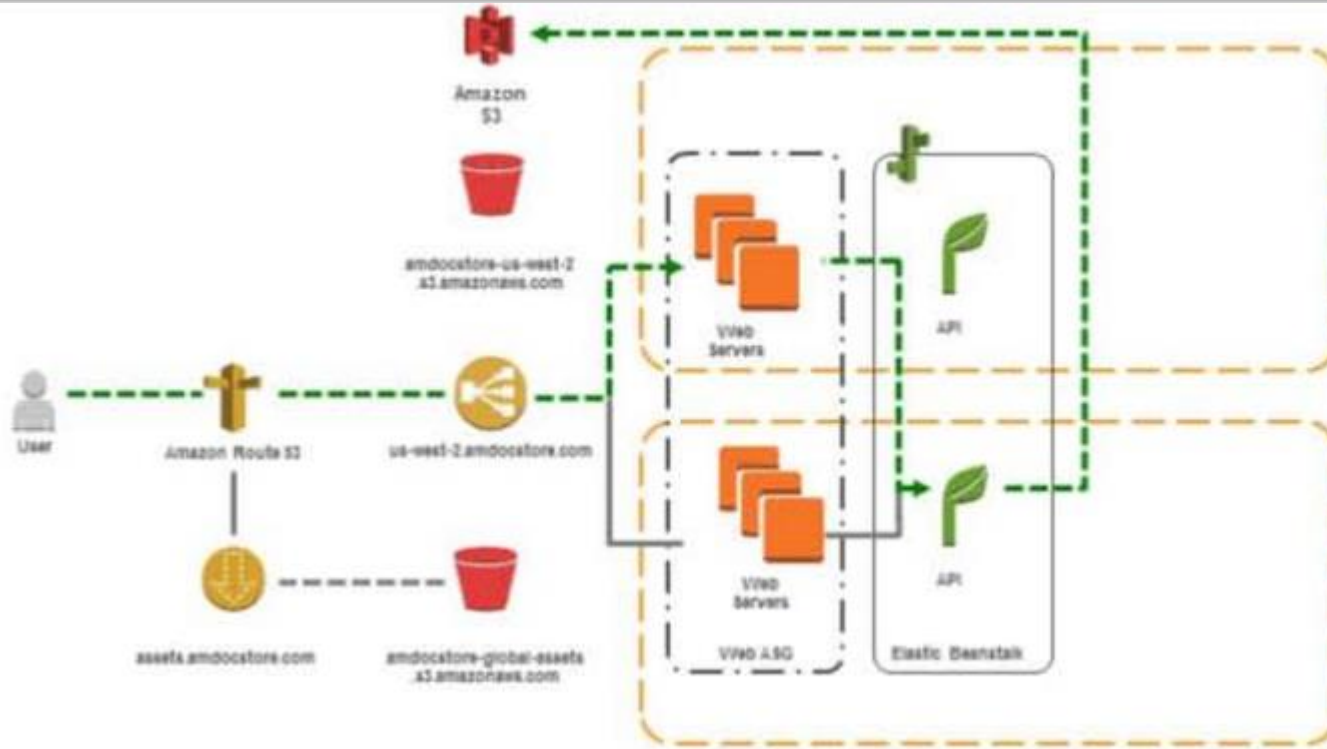 Amazon
S3
amdocstore-us-west-2
.s3.amazonaws.com
Web
Servers
API
User
Amazon Route 53
us-west-2.amdocstore.com
Web
Servers
API
assets.amdocstore.com
amdocstore-global-assets
.s3.amazonaws.com
Web ASG
Elastic Beanstalk